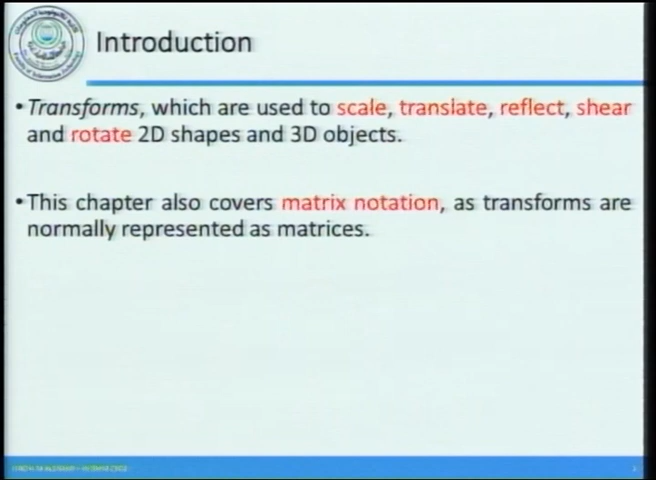 Introduction
•Transforms, which are used to scale, translate, reflect, shear
and rotate 2D shapes and 3D objects.
•This chapter also covers matrix notation, as transforms are
normally represented as matrices.